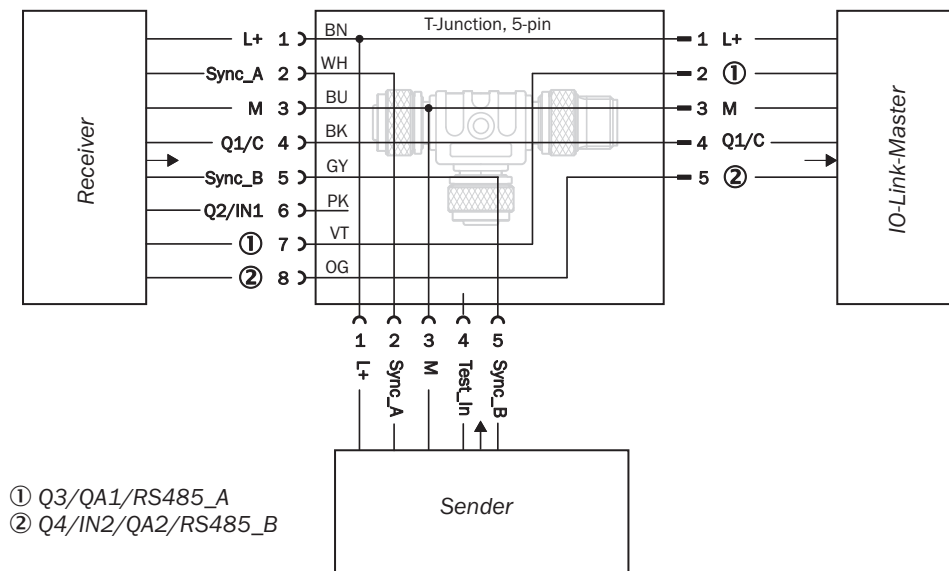 T-Junction, 5-pin
Receiver
L+ 1 BN
Sync_A 2 WH
M 3 BU
Q1/C 4 BK
Sync_B 5 GY
Q2/IN1 6 PK
① 7 VT
② 8 OG
1 L+
2 ①
3 M
4 Q1/C
5 ②
IO-Link-Master
1 2 3 4 5
L+
Sync_A
M
Test_In
Sync_B
Sender
① Q3/QA1/RS485_A
② Q4/IN2/QA2/RS485_B